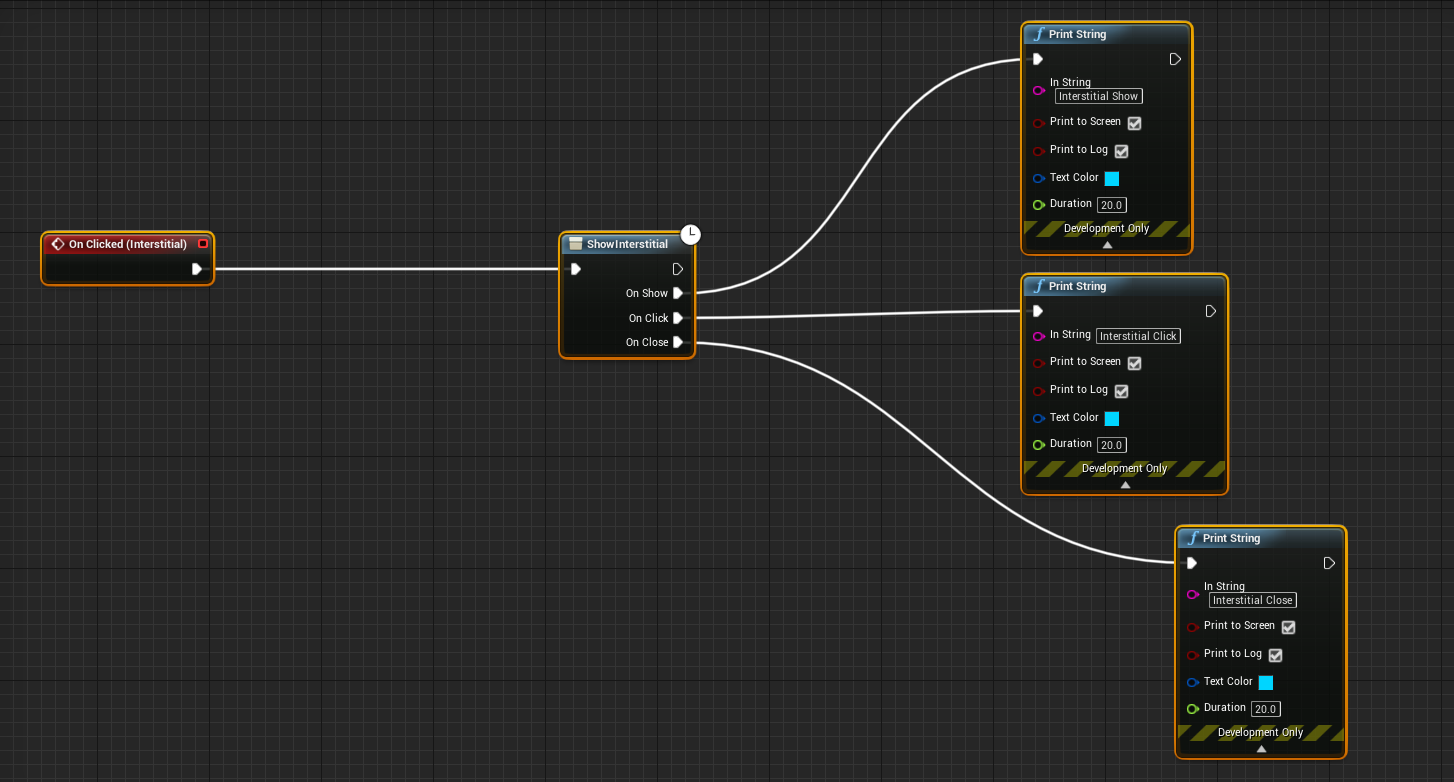 On Clicked (Interstitial)
ShowInterstitial
On Show
On Click
On Close
Print String
In String
Interstitial Show
Print to Screen
Print to Log
Text Color
Duration 20.0
Development Only
Print String
In String Interstitial Click
Print to Screen
Print to Log
Text Color
Duration 20.0
Development Only
Print String
In String
Interstitial Close
Print to Screen
Print to Log
Text Color
Duration 20.0
Development Only